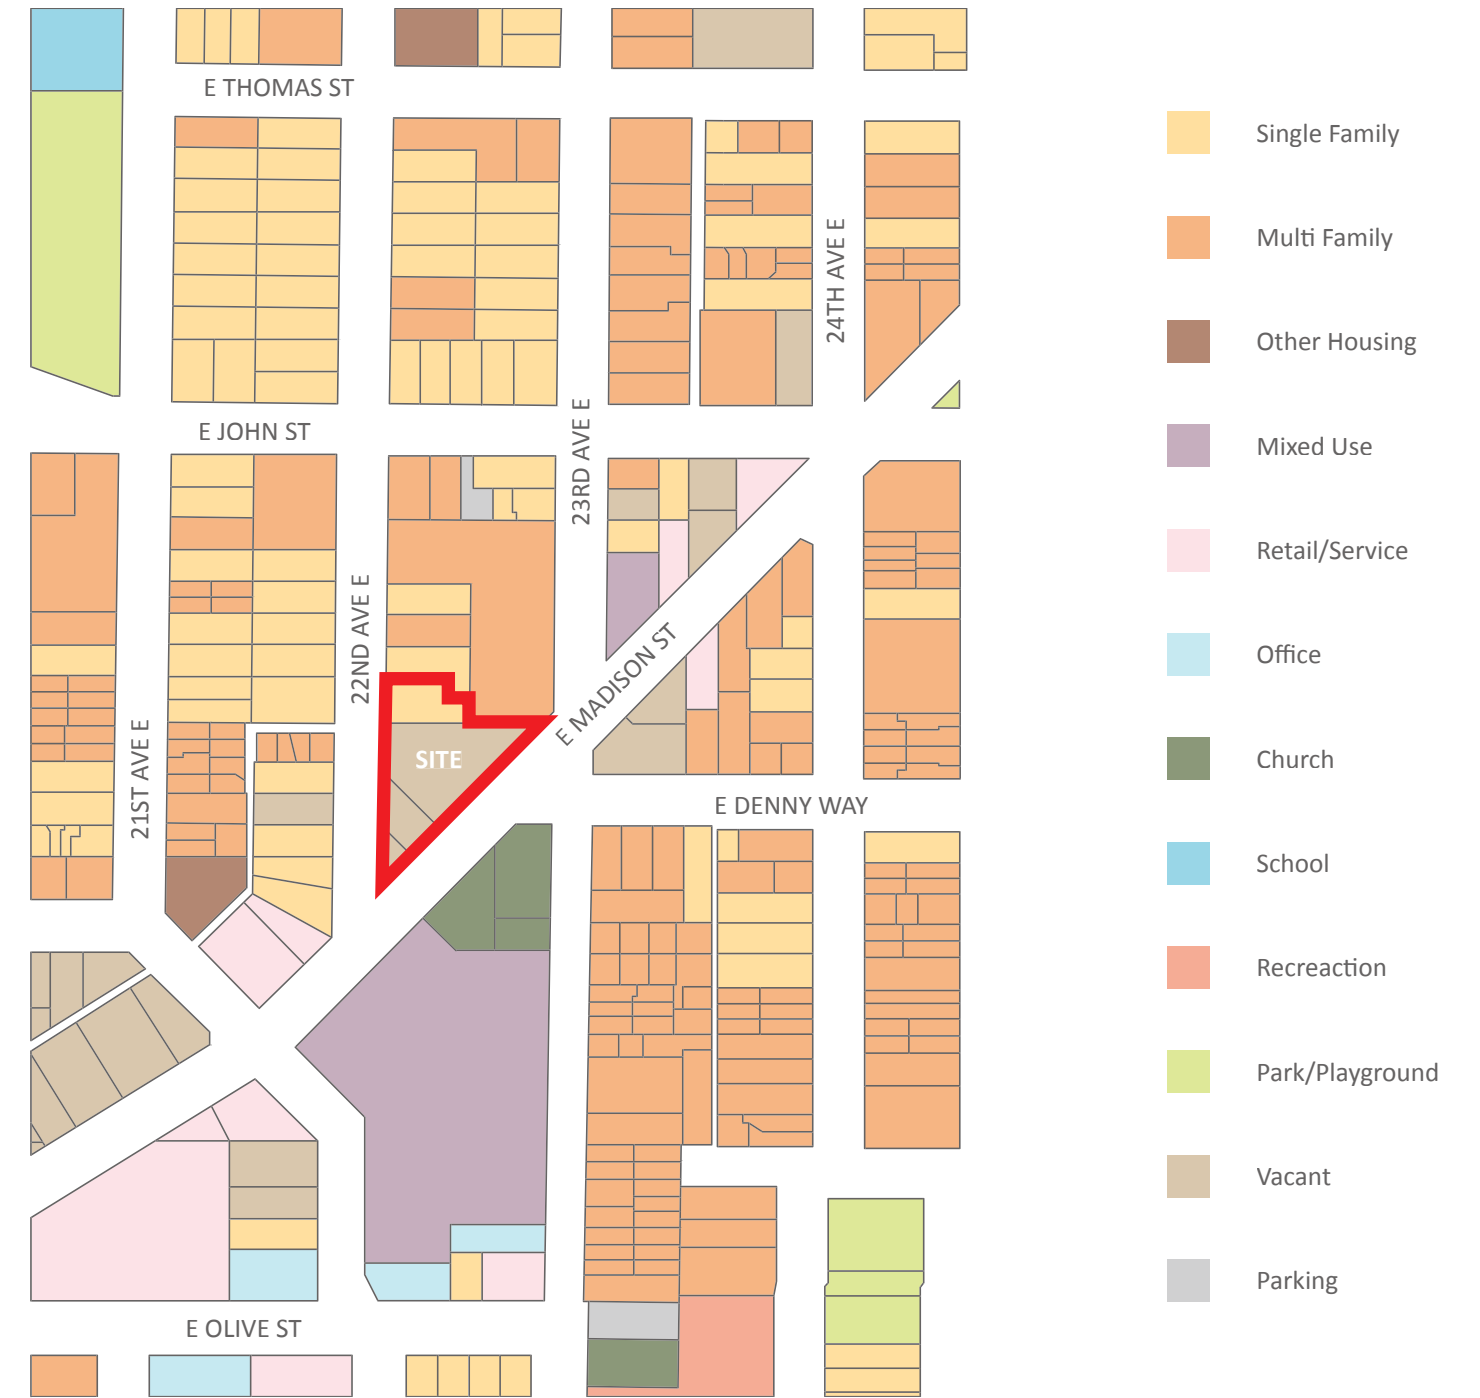 E THOMAS ST
24TH AVE E
E JOHN ST
23RD AVE E
22ND AVE E
E MADISON ST
21ST AVE E
SITE
E DENNY WAY
E OLIVE ST
Single Family
Multi Family
Other Housing
Mixed Use
Retail/Service
Office
Church
School
Recreaction
Park/Playground
Vacant
Parking